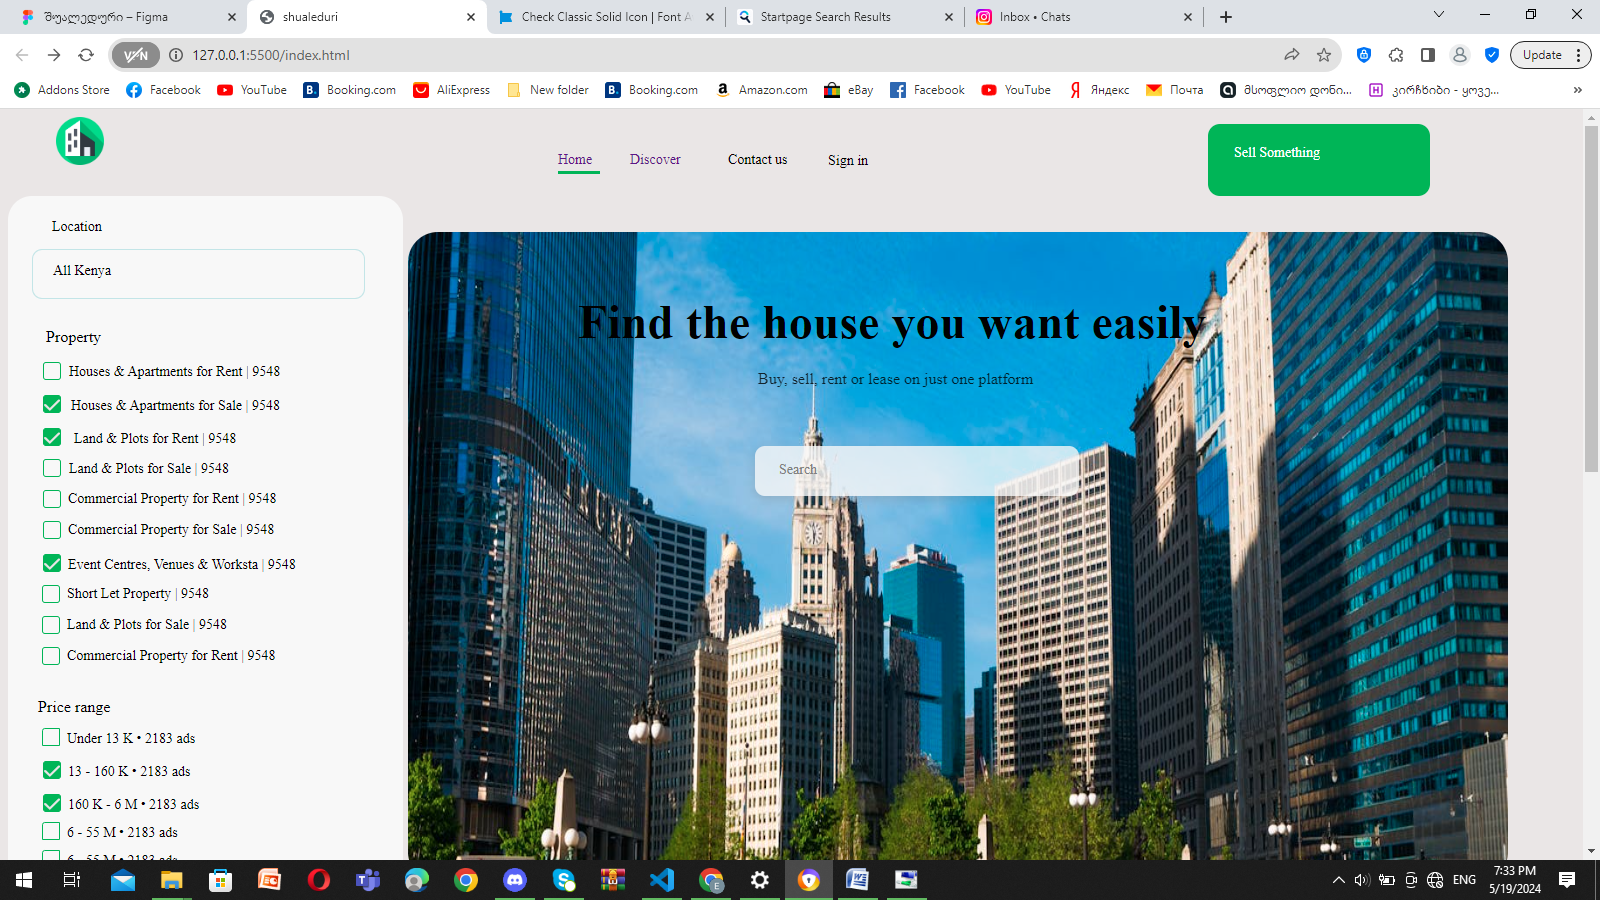 შუალედური – Figma
shualeduri
Check Classic Solid Icon | Font A
Startpage Search Results
Inbox • Chats
VPN
127.0.0.1:5500/index.html
Update
Addons Store
Facebook
YouTube
Booking.com
AliExpress
New folder
Booking.com
Amazon.com
eBay
Facebook
YouTube
Яндекс
Почта
მსოფლიო დონი...
კირჩხიბი - ყოვე...
Home
Discover
Contact us
Sign in
Sell Something
Location
All Kenya
Property
Houses & Apartments for Rent | 9548
Houses & Apartments for Sale | 9548
Land & Plots for Rent | 9548
Land & Plots for Sale | 9548
Commercial Property for Rent | 9548
Commercial Property for Sale | 9548
Event Centres, Venues & Worksta | 9548
Short Let Property | 9548
Land & Plots for Sale | 9548
Commercial Property for Rent | 9548
Price range
Under 13 K • 2183 ads
13 - 160 K • 2183 ads
160 K - 6 M • 2183 ads
6 - 55 M • 2183 ads
6 - 55 M • 2183 ads
Find the house you want easily
Buy, sell, rent or lease on just one platform
Search
ENG
7:33 PM
5/19/2024